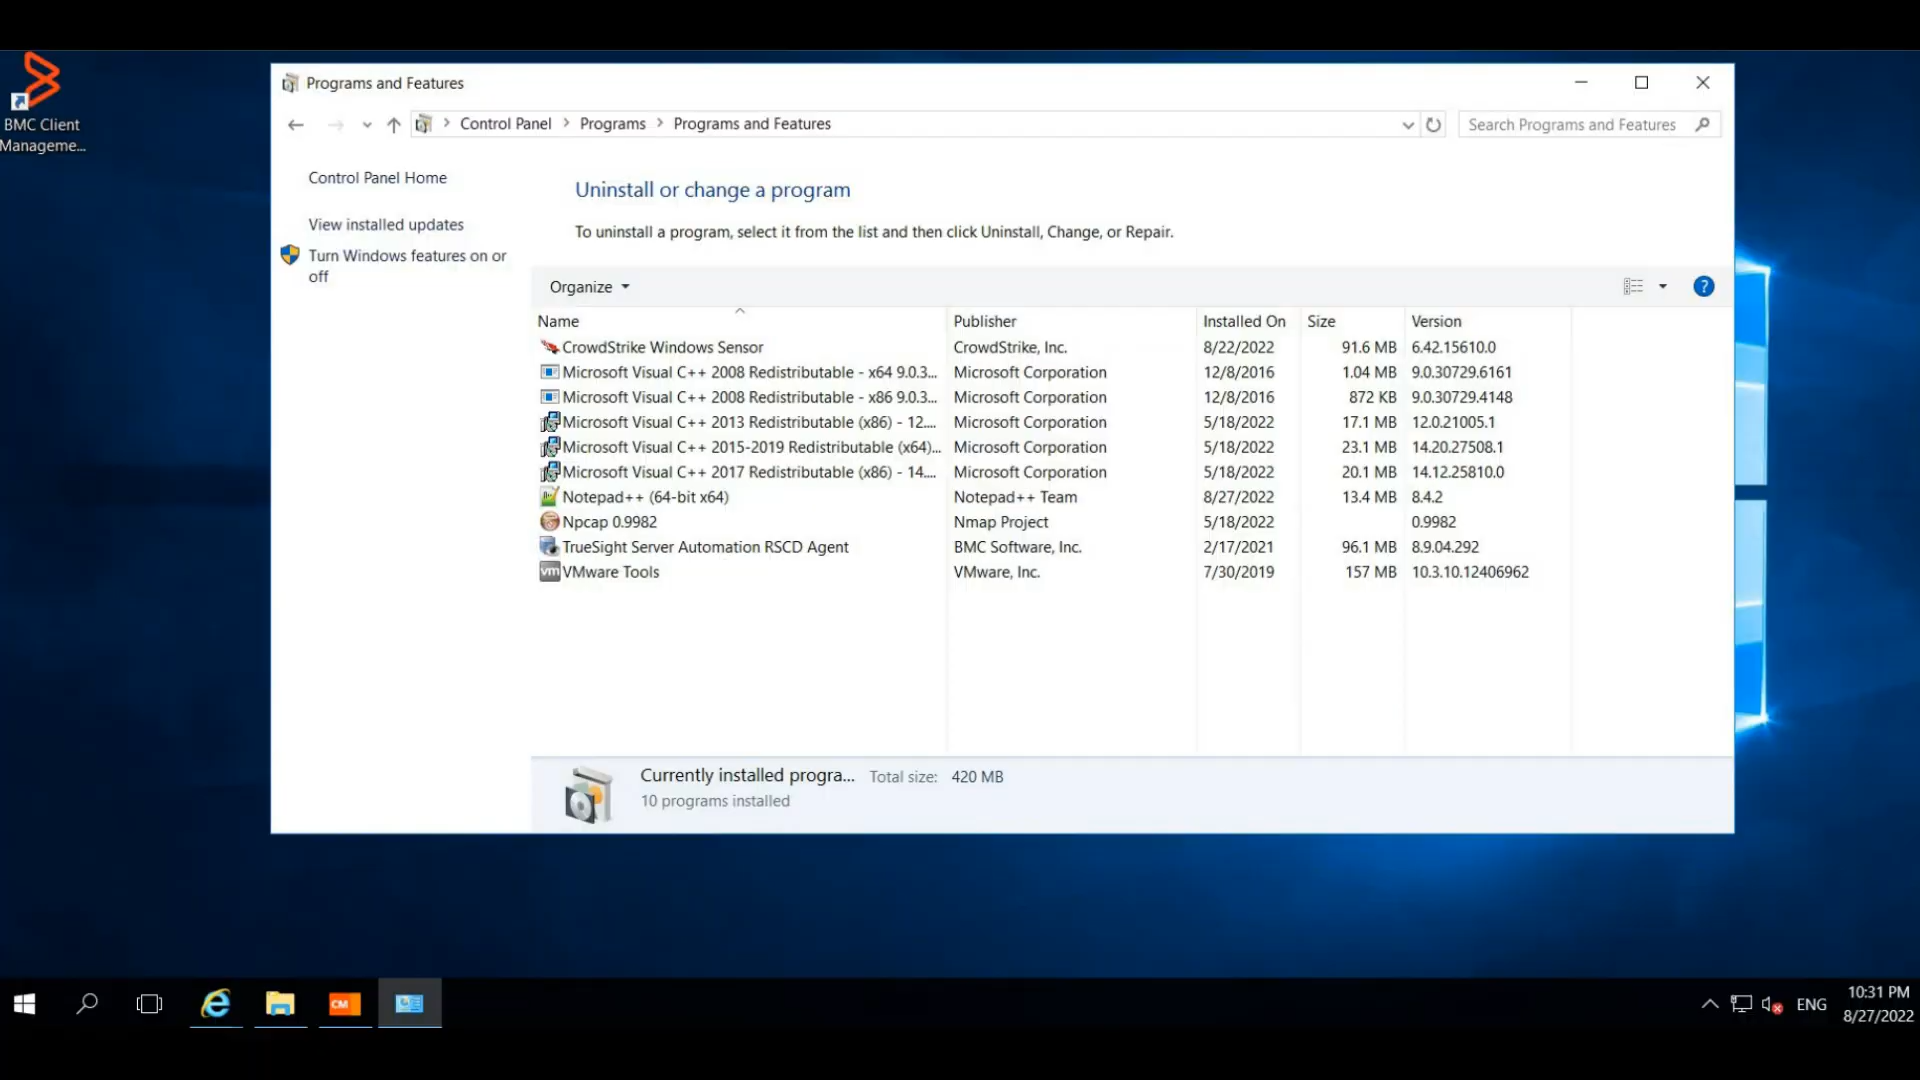 BMC Client
Manageme...
Programs and Features
Control Panel > Programs > Programs and Features
Search Programs and Features
Control Panel Home
View installed updates
Turn Windows features on or
off
Uninstall or change a program
To uninstall a program, select it from the list and then click Uninstall, Change, or Repair.
Organize
?
Name Publisher Installed On Size Version
CrowdStrike Windows Sensor CrowdStrike, Inc. 8/22/2022 91.6 MB 6.42.15610.0
Microsoft Visual C++ 2008 Redistributable - x64 9.0.3... Microsoft Corporation 12/8/2016 1.04 MB 9.0.30729.6161
Microsoft Visual C++ 2008 Redistributable - x86 9.0.3... Microsoft Corporation 12/8/2016 872 KB 9.0.30729.4148
Microsoft Visual C++ 2013 Redistributable (x86) - 12.... Microsoft Corporation 5/18/2022 17.1 MB 12.0.21005.1
Microsoft Visual C++ 2015-2019 Redistributable (x64)... Microsoft Corporation 5/18/2022 23.1 MB 14.20.27508.1
Microsoft Visual C++ 2017 Redistributable (x86) - 14.... Microsoft Corporation 5/18/2022 20.1 MB 14.12.25810.0
Notepad++ (64-bit x64) Notepad++ Team 8/27/2022 13.4 MB 8.4.2
Npcap 0.9982 Nmap Project 5/18/2022 0.9982
TrueSight Server Automation RSCD Agent BMC Software, Inc. 2/17/2021 96.1 MB 8.9.04.292
vm VMware Tools VMware, Inc. 7/30/2019 157 MB 10.3.10.12406962
Currently installed progra... Total size: 420 MB
10 programs installed
CM
ENG
10:31 PM
8/27/2022